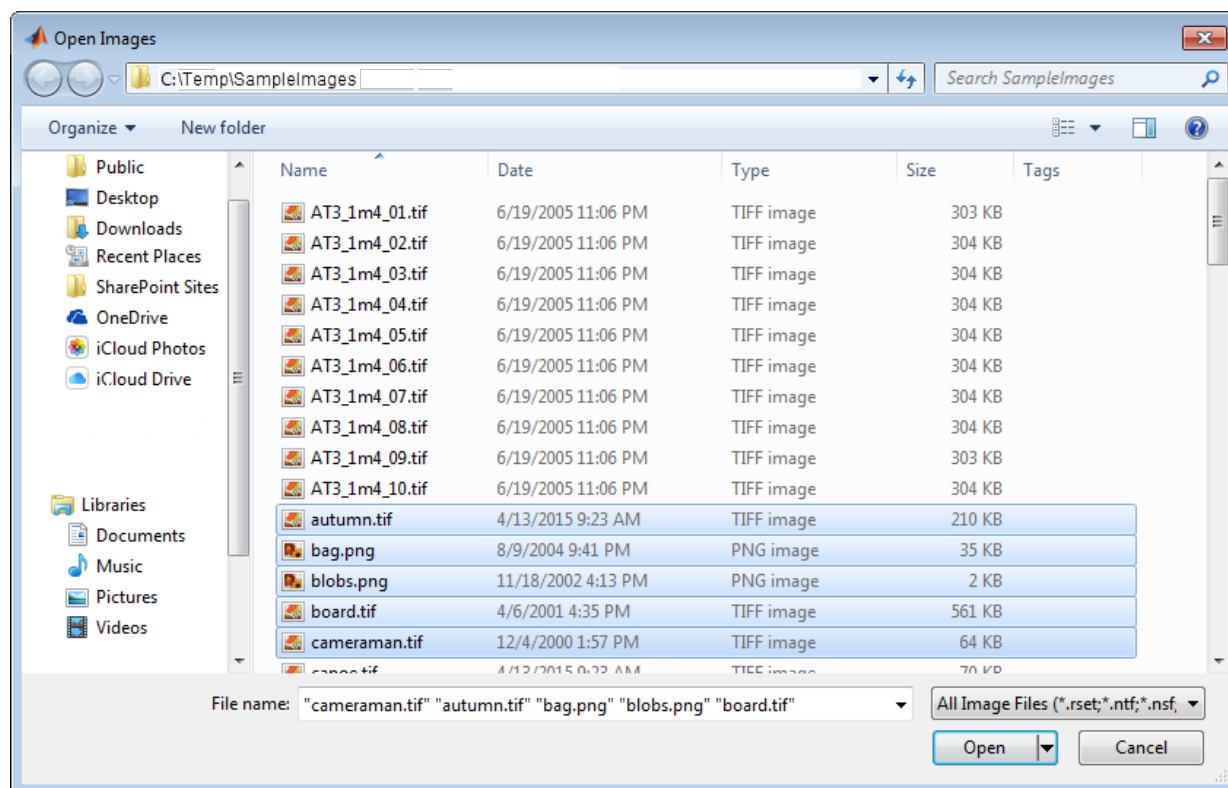 Open Images
C:\Temp\SampleImages
Search SampleImages
Organize
New folder
Public
Desktop
Downloads
Recent Places
SharePoint Sites
OneDrive
iCloud Photos
iCloud Drive
Libraries
Documents
Music
Pictures
Videos
Name Date Type Size Tags
AT3_1m4_01.tif 6/19/2005 11:06 PM TIFF image 303 KB
AT3_1m4_02.tif 6/19/2005 11:06 PM TIFF image 304 KB
AT3_1m4_03.tif 6/19/2005 11:06 PM TIFF image 304 KB
AT3_1m4_04.tif 6/19/2005 11:06 PM TIFF image 304 KB
AT3_1m4_05.tif 6/19/2005 11:06 PM TIFF image 304 KB
AT3_1m4_06.tif 6/19/2005 11:06 PM TIFF image 304 KB
AT3_1m4_07.tif 6/19/2005 11:06 PM TIFF image 304 KB
AT3_1m4_08.tif 6/19/2005 11:06 PM TIFF image 304 KB
AT3_1m4_09.tif 6/19/2005 11:06 PM TIFF image 303 KB
AT3_1m4_10.tif 6/19/2005 11:06 PM TIFF image 304 KB
autumn.tif 4/13/2015 9:23 AM TIFF image 210 KB
bag.png 8/9/2004 9:41 PM PNG image 35 KB
blobs.png 11/18/2002 4:13 PM PNG image 2 KB
board.tif 4/6/2001 4:35 PM TIFF image 561 KB
cameraman.tif 12/4/2000 1:57 PM TIFF image 64 KB
canoe.tif 4/13/2015 9:23 AM TIFF image 70 KB
File name: "cameraman.tif" "autumn.tif" "bag.png" "blobs.png" "board.tif"
All Image Files (*.rset;*.ntf;*.nsf;
Open
Cancel